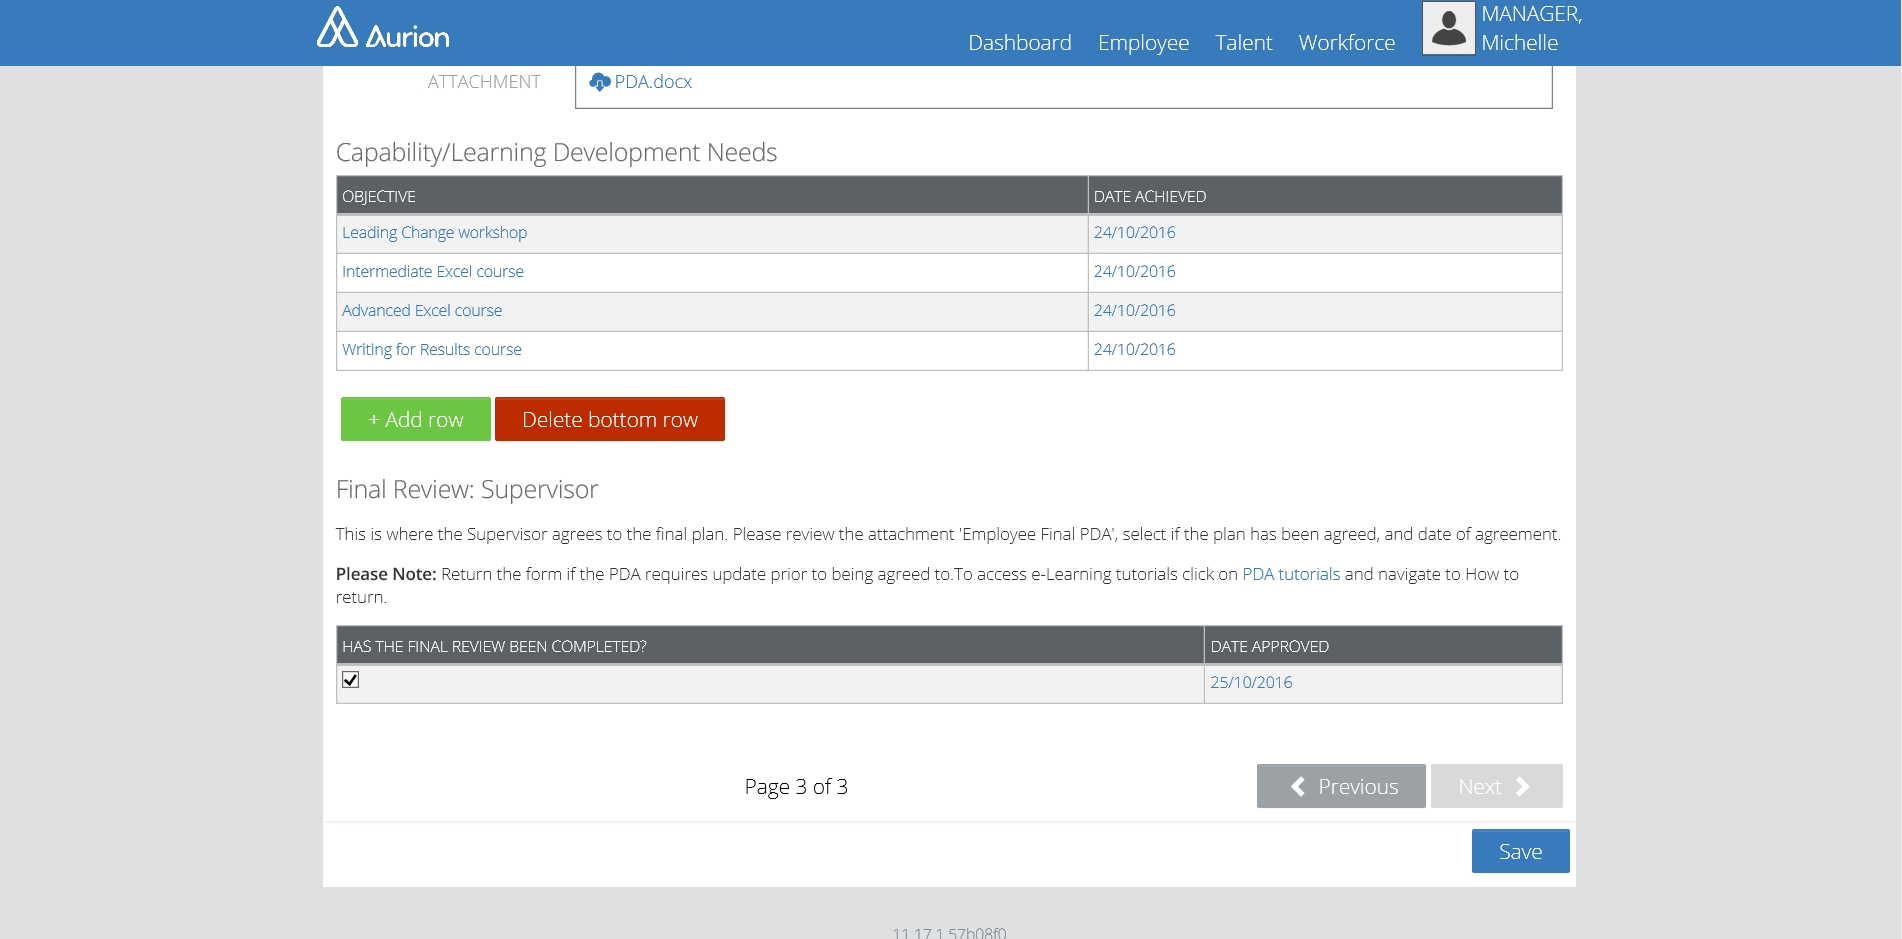 Aurion
Dashboard Employee Talent Workforce
MANAGER,
Michelle
ATTACHMENT PDA.docx
Capability/Learning Development Needs
OBJECTIVE DATE ACHIEVED
Leading Change workshop 24/10/2016
Intermediate Excel course 24/10/2016
Advanced Excel course 24/10/2016
Writing for Results course 24/10/2016
+ Add row Delete bottom row
Final Review: Supervisor
This is where the Supervisor agrees to the final plan. Please review the attachment 'Employee Final PDA', select if the plan has been agreed, and date of agreement.
Please Note: Return the form if the PDA requires update prior to being agreed to.To access e-Learning tutorials click on PDA tutorials and navigate to How to
return.
HAS THE FINAL REVIEW BEEN COMPLETED? DATE APPROVED
25/10/2016
Page 3 of 3 Previous Next
Save
11.17.1.57b08f0